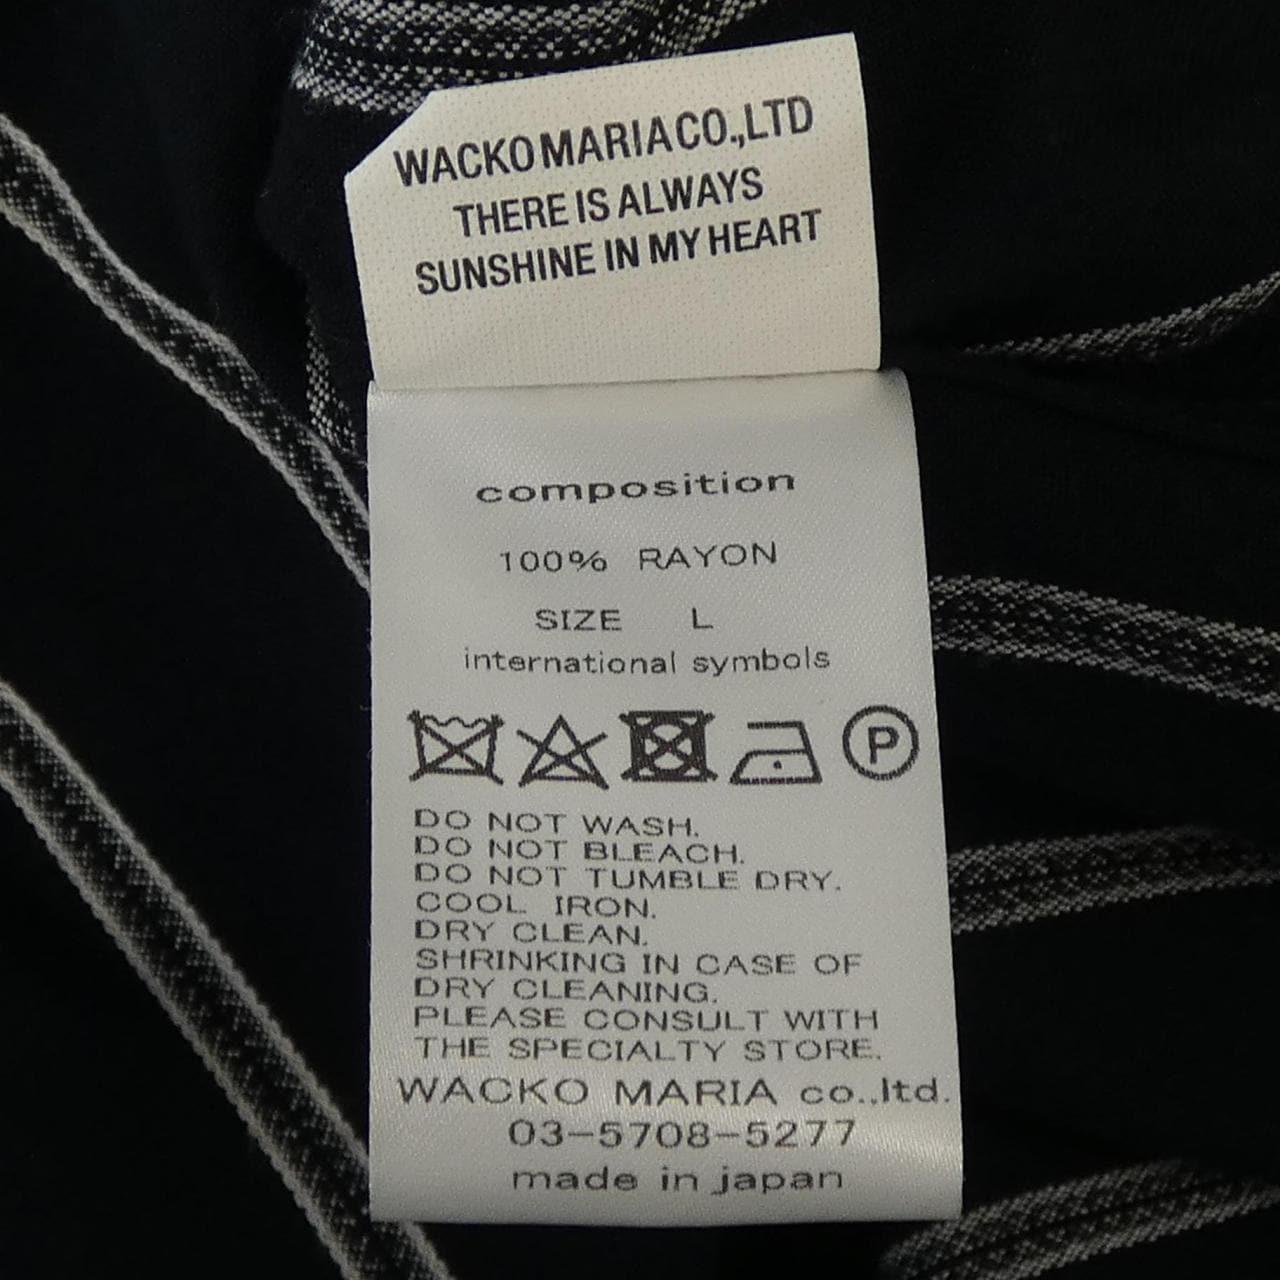 WACKO MARIA CO.,LTD
THERE IS ALWAYS
SUNSHINE IN MY HEART
composition
100% RAYON
SIZE L
international symbols
P
DO NOT WASH.
DO NOT BLEACH.
DO NOT TUMBLE DRY.
COOL IRON.
DRY CLEAN.
SHRINKING IN CASE OF
DRY CLEANING.
PLEASE CONSULT WITH
THE SPECIALTY STORE.
WACKO MARIA co.,ltd.
03-5708-5277
made in japan